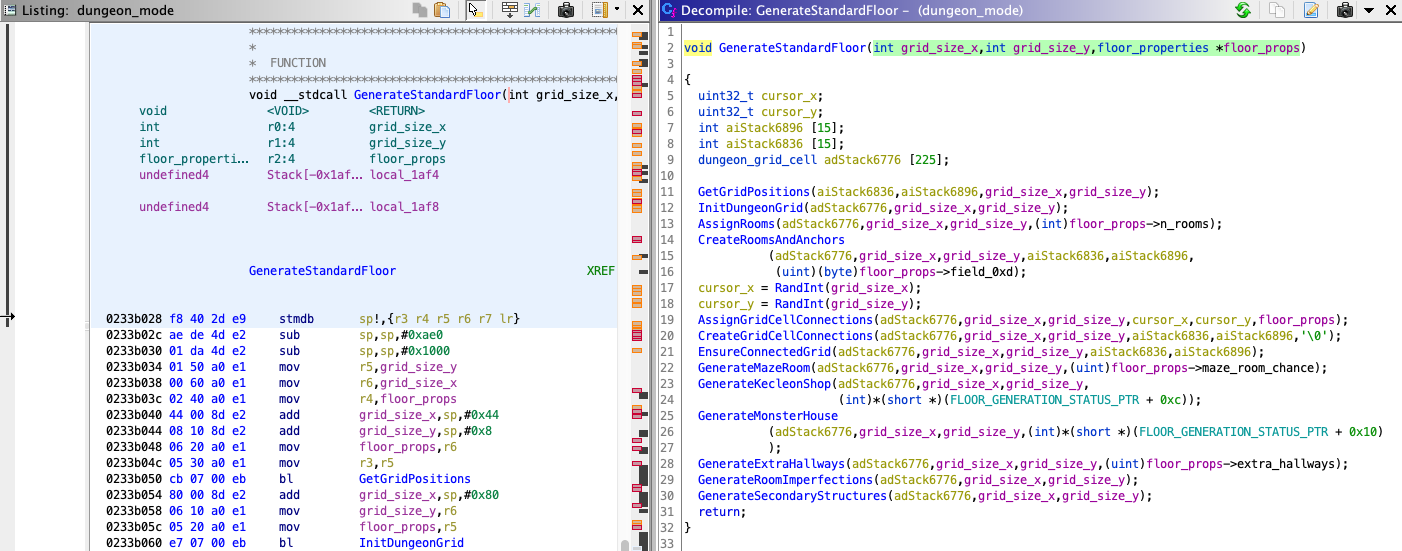 Listing: dungeon_mode
********************************************************
*
* FUNCTION
********************************************************
void __stdcall GenerateStandardFloor(int grid_size_x,
void <VOID> <RETURN>
int r0:4 grid_size_x
int r1:4 grid_size_y
floor_properti... r2:4 floor_props
undefined4 Stack[-0x1af... local_1af4
undefined4 Stack[-0x1af... local_1af8
GenerateStandardFloor XREF
0233b028 f8 40 2d e9 stmdb sp!,{r3 r4 r5 r6 r7 lr}
0233b02c ae de 4d e2 sub sp,sp,#0xae0
0233b030 01 da 4d e2 sub sp,sp,#0x1000
0233b034 01 50 a0 e1 mov r5,grid_size_y
0233b038 00 60 a0 e1 mov r6,grid_size_x
0233b03c 02 40 a0 e1 mov r4,floor_props
0233b040 44 00 8d e2 add grid_size_x,sp,#0x44
0233b044 08 10 8d e2 add grid_size_y,sp,#0x8
0233b048 06 20 a0 e1 mov floor_props,r6
0233b04c 05 30 a0 e1 mov r3,r5
0233b050 cb 07 00 eb bl GetGridPositions
0233b054 80 00 8d e2 add grid_size_x,sp,#0x80
0233b058 06 10 a0 e1 mov grid_size_y,r6
0233b05c 05 20 a0 e1 mov floor_props,r5
0233b060 e7 07 00 eb bl InitDungeonGrid
Decompile: GenerateStandardFloor - (dungeon_mode)
1
2 void GenerateStandardFloor(int grid_size_x,int grid_size_y,floor_properties *floor_props)
3
4 {
5 uint32_t cursor_x;
6 uint32_t cursor_y;
7 int aiStack6896 [15];
8 int aiStack6836 [15];
9 dungeon_grid_cell adStack6776 [225];
10
11 GetGridPositions(aiStack6836,aiStack6896,grid_size_x,grid_size_y);
12 InitDungeonGrid(adStack6776,grid_size_x,grid_size_y);
13 AssignRooms(adStack6776,grid_size_x,grid_size_y,(int)floor_props->n_rooms);
14 CreateRoomsAndAnchors
15 (adStack6776,grid_size_x,grid_size_y,aiStack6836,aiStack6896,
16 (uint)(byte)floor_props->field_0xd);
17 cursor_x = RandInt(grid_size_x);
18 cursor_y = RandInt(grid_size_y);
19 AssignGridCellConnections(adStack6776,grid_size_x,grid_size_y,cursor_x,cursor_y,floor_props);
20 CreateGridCellConnections(adStack6776,grid_size_x,grid_size_y,aiStack6836,aiStack6896,'\0');
21 EnsureConnectedGrid(adStack6776,grid_size_x,grid_size_y,aiStack6836,aiStack6896);
22 GenerateMazeRoom(adStack6776,grid_size_x,grid_size_y,(uint)floor_props->maze_room_chance);
23 GenerateKecleonShop(adStack6776,grid_size_x,grid_size_y,
24 (int)*(short *)(FLOOR_GENERATION_STATUS_PTR + 0xc));
25 GenerateMonsterHouse
26 (adStack6776,grid_size_x,grid_size_y,(int)*(short *)(FLOOR_GENERATION_STATUS_PTR + 0x10)
27 );
28 GenerateExtraHallways(adStack6776,grid_size_x,grid_size_y,(uint)floor_props->extra_hallways);
29 GenerateRoomImperfections(adStack6776,grid_size_x,grid_size_y);
30 GenerateSecondaryStructures(adStack6776,grid_size_x,grid_size_y);
31 return;
32 }
33